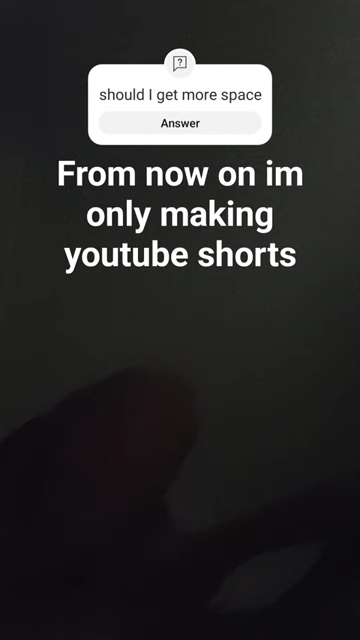 should I get more space
Answer
From now on im
only making
youtube shorts